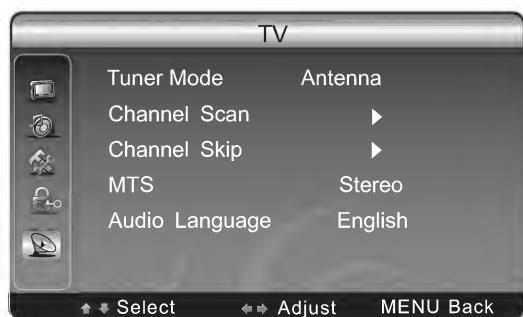 TV
Tuner Mode Antenna
Channel Scan
Channel Skip
MTS Stereo
Audio Language English
Select Adjust MENU Back